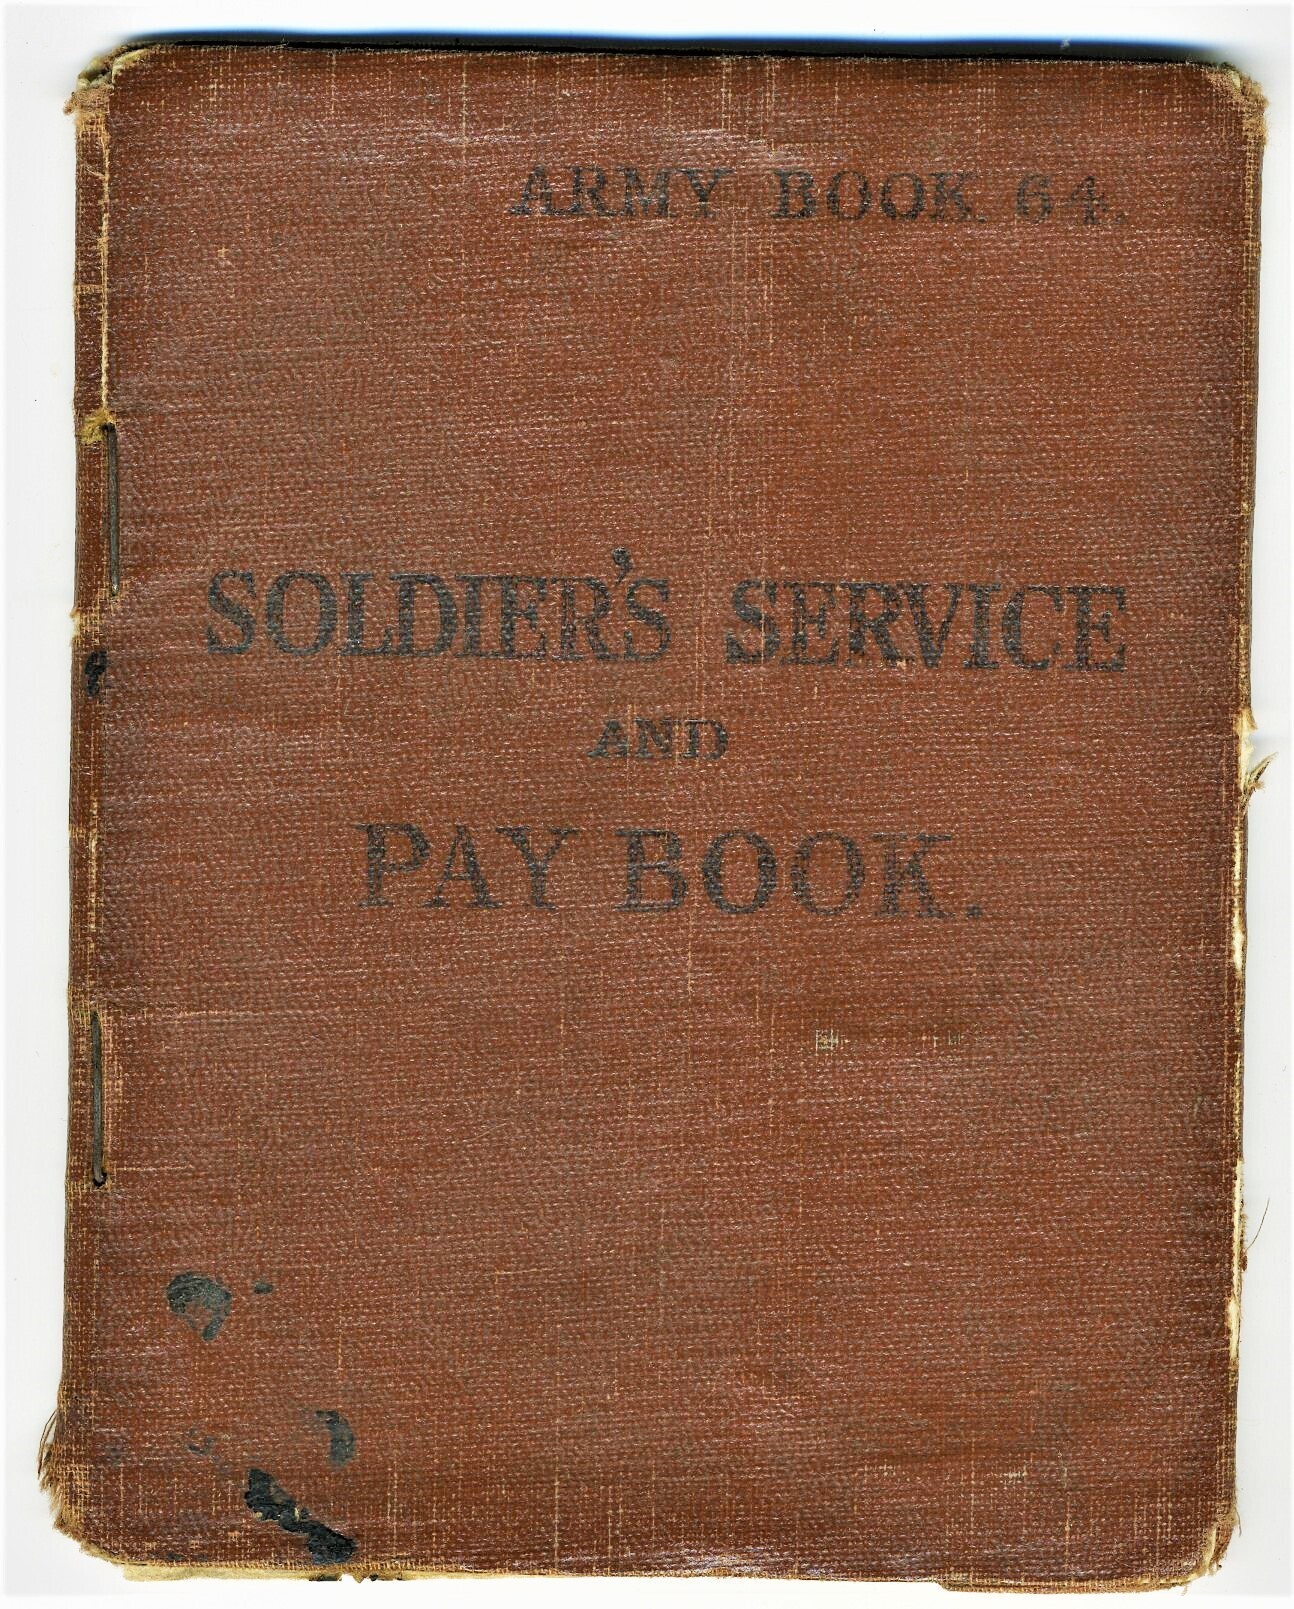 ARMY BOOK 64.
SOLDIER'S SERVICE
AND
PAY BOOK.